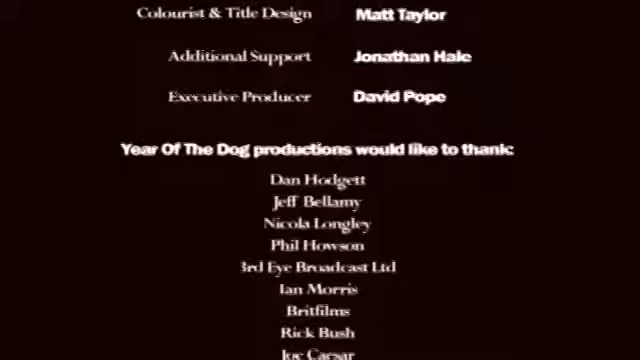 Colourist & Title Design Matt Taylor
Additional Support Jonathan Hale
Executive Producer David Pope
Year Of The Dog productions would like to thank:
Dan Hodgett
Jeff Bellamy
Nicola Longley
Phil Howson
3rd Eye Broadcast Ltd
Ian Morris
Britfilms
Rick Bush
Joe Caesar